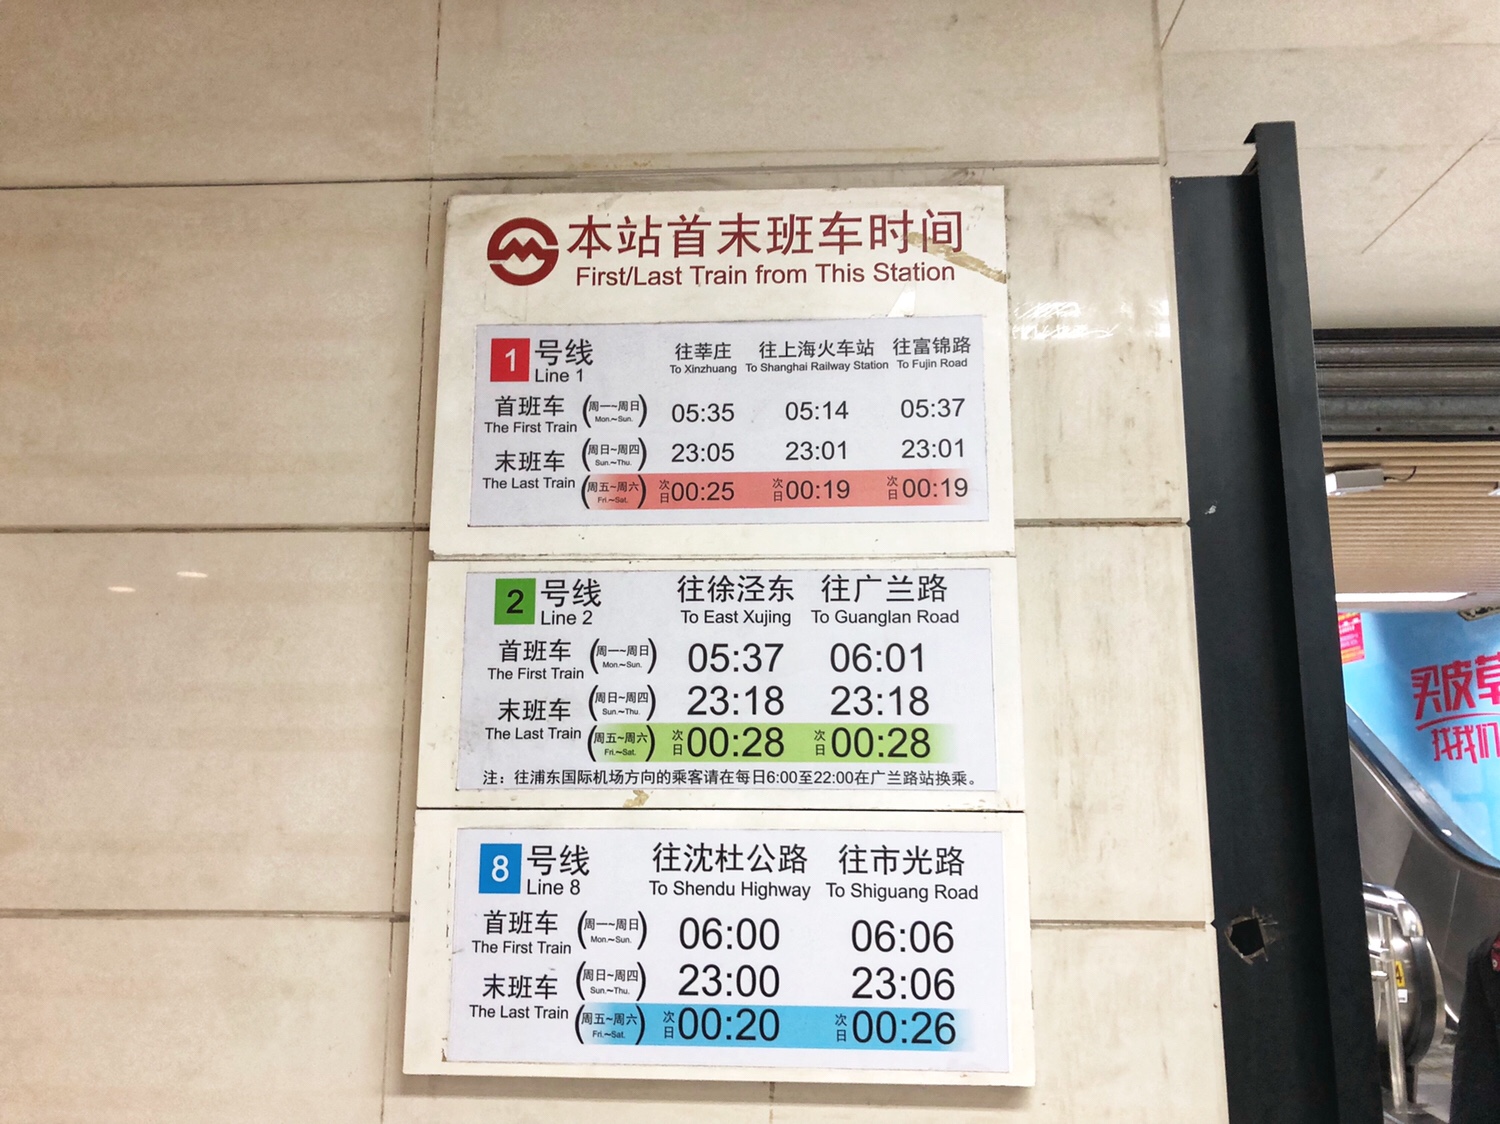 本站首末班车时间
First/Last Train from This Station
1 号线 往莘庄 往上海火车站 往富锦路
Line 1 To Xinzhuang To Shanghai Railway Station To Fujin Road
首班车 (周一~周日) 05:35 05:14 05:37
The First Train Mon.~Sun.
末班车 (周日~周四) 23:05 23:01 23:01
The Last Train Sun.~Thu.
(周五~周六) 次日00:25 次日00:19 次日00:19
Fri.~Sat.
2 号线 往徐泾东 往广兰路
Line 2 To East Xujing To Guanglan Road
首班车 (周一~周日) 05:37 06:01
The First Train Mon.~Sun.
末班车 (周日~周四) 23:18 23:18
The Last Train Sun.~Thu.
(周五~周六) 次日00:28 次日00:28
Fri.~Sat.
注：往浦东国际机场方向的乘客请在每日6:00至22:00在广兰路站换乘。
8 号线 往沈杜公路 往市光路
Line 8 To Shendu Highway To Shiguang Road
首班车 (周一~周日) 06:00 06:06
The First Train Mon.~Sun.
末班车 (周日~周四) 23:00 23:06
The Last Train Sun.~Thu.
(周五~周六) 次日00:20 次日00:26
Fri.~Sat.
买皮草
找我们